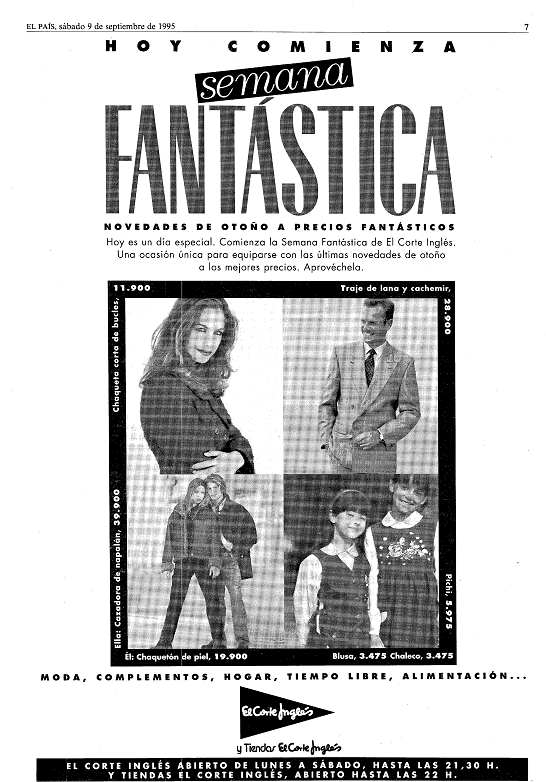 EL PAÍS, sábado 9 de septiembre de 1995
7
HOY COMIENZA
semana
FANTÁSTICA
NOVEDADES DE OTOÑO A PRECIOS FANTÁSTICOS
Hoy es un día especial. Comienza la Semana Fantástica de El Corte Inglés.
Una ocasión única para equiparse con las últimas novedades de otoño
a los mejores precios. Aprovéchela.
Chaqueta corta de bucles, 11.900
Traje de lana y cachemir, 28.900
Ella: Cazadora de napalán, 39.900
Él: Chaquetón de piel, 19.900
Pichi, 5.975
Blusa, 3.475 Chaleco, 3.475
MODA, COMPLEMENTOS, HOGAR, TIEMPO LIBRE, ALIMENTACIÓN...
El Corte Inglés
y Tiendas El Corte Inglés
EL CORTE INGLÉS ABIERTO DE LUNES A SÁBADO, HASTA LAS 21,30 H.
Y TIENDAS EL CORTE INGLÉS, ABIERTO HASTA LAS 22 H.